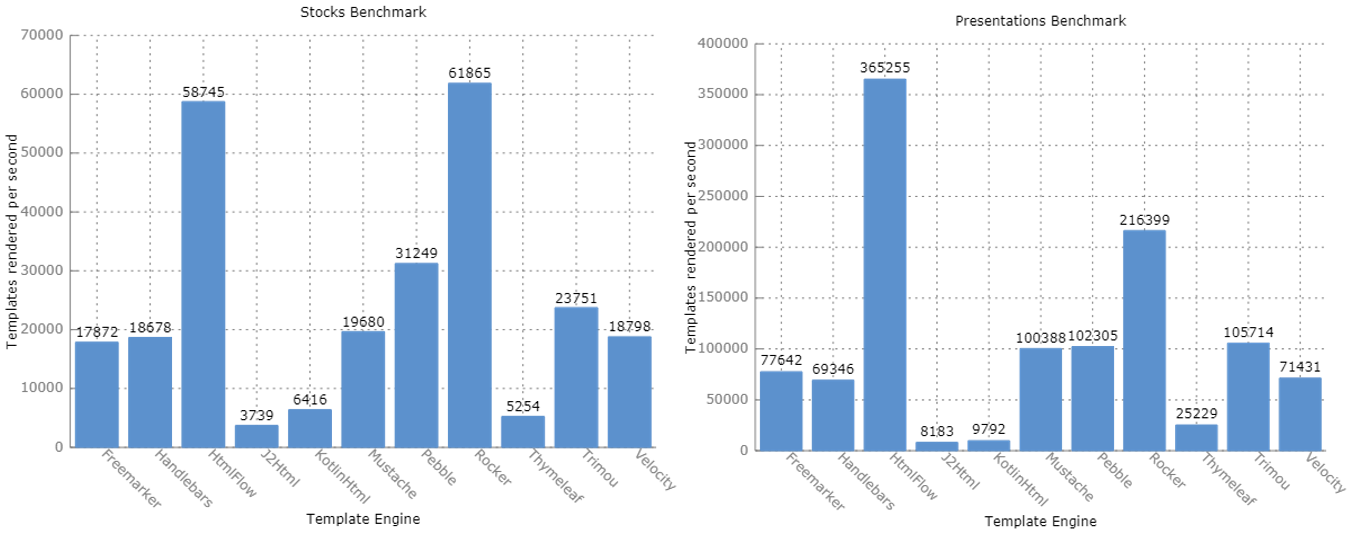 Stocks Benchmark
Templates rendered per second
70000
60000
50000
40000
30000
20000
10000
0
17872
18678
58745
3739
6416
19680
31249
61865
5254
23751
18798
Freemarker
Handlebars
HtmlFlow
J2Html
KotlinHtml
Mustache
Pebble
Rocker
Thymeleaf
Trimou
Velocity
Template Engine
Presentations Benchmark
Templates rendered per second
400000
350000
300000
250000
200000
150000
100000
50000
0
77642
69346
365255
8183
9792
100388
102305
216399
25229
105714
71431
Freemarker
Handlebars
HtmlFlow
J2Html
KotlinHtml
Mustache
Pebble
Rocker
Thymeleaf
Trimou
Velocity
Template Engine